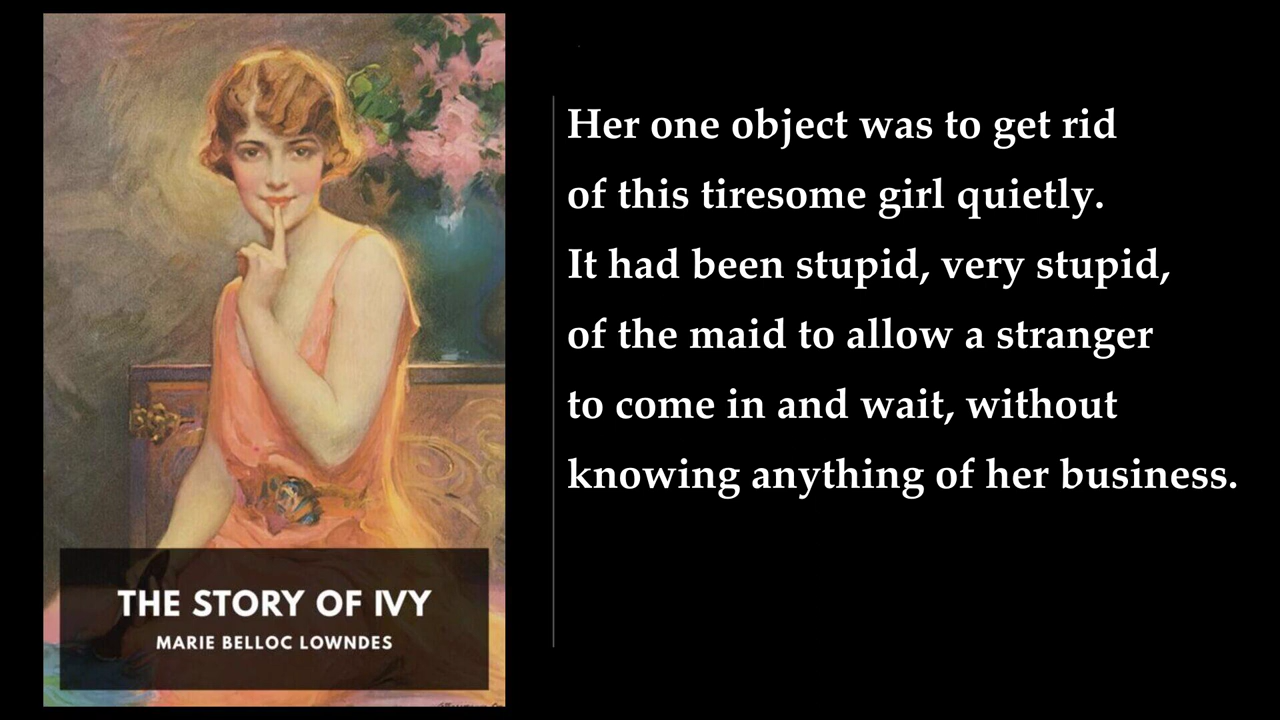 THE STORY OF IVY
MARIE BELLOC LOWNDES
Her one object was to get rid
of this tiresome girl quietly.
It had been stupid, very stupid,
of the maid to allow a stranger
to come in and wait, without
knowing anything of her business.